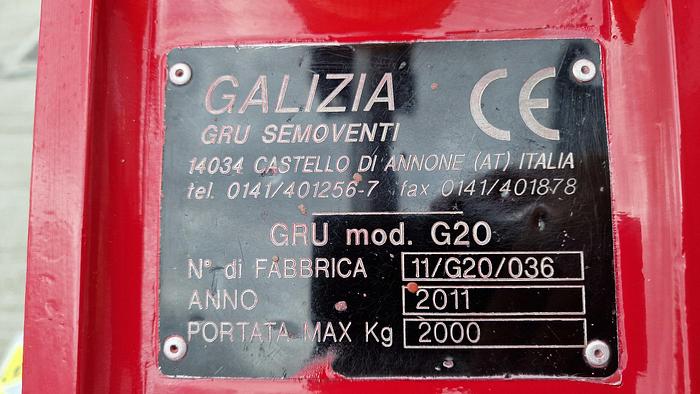 GALIZIA
CE
GRU SEMOVENTI
14034 CASTELLO DI ANNONE (AT) ITALIA
tel. 0141/401256-7 fax 0141/401878
GRU mod. G20
N° di FABBRICA 11/G20/036
ANNO 2011
PORTATA MAX Kg 2000